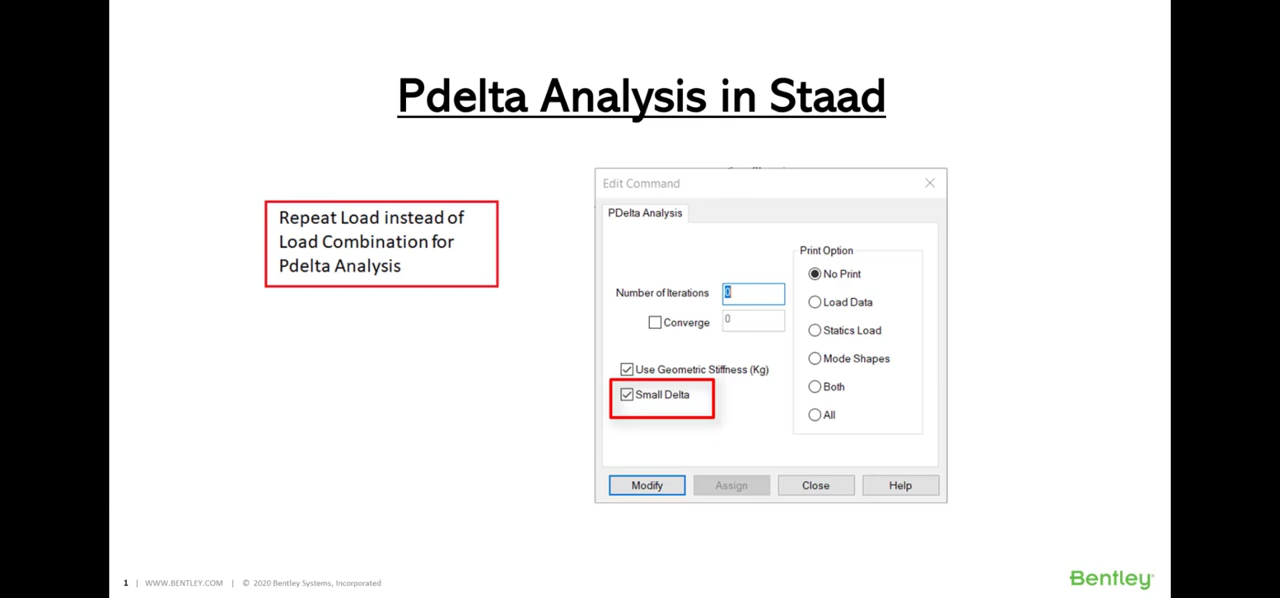 Pdelta Analysis in Staad
Repeat Load instead of
Load Combination for
Pdelta Analysis
Edit Command
PDelta Analysis
Print Option
No Print
Number of Iterations 0
Load Data
Converge 0
Statics Load
Mode Shapes
Use Geometric Stiffness (Kg)
Both
Small Delta
All
Modify Assign Close Help
1 | WWW.BENTLEY.COM | © 2020 Bentley Systems, Incorporated
Bentley